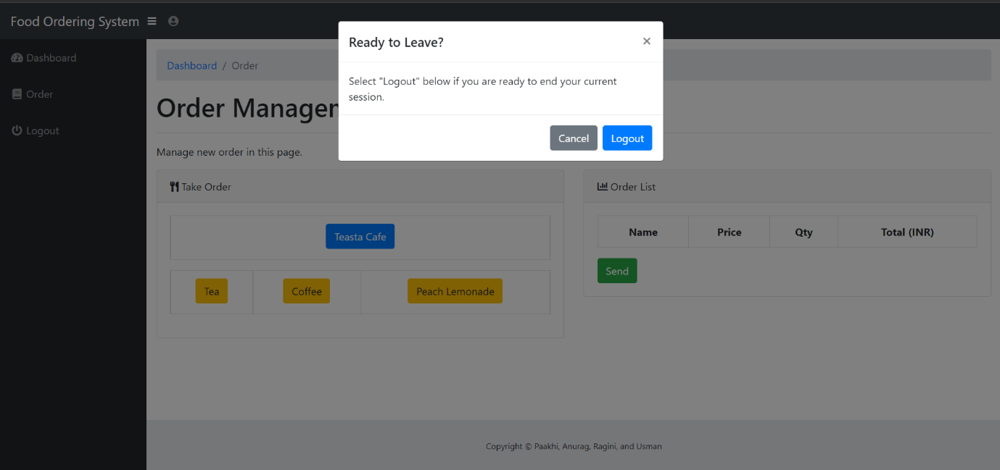 Food Ordering System
Ready to Leave?
×
Select "Logout" below if you are ready to end your current
session.
Cancel
Logout
Dashboard
Order
Logout
Dashboard / Order
Order Managem
Manage new order in this page.
Take Order
Teasta Cafe
Tea
Coffee
Peach Lemonade
Order List
Name Price Qty Total (INR)
Send
Copyright © Paakhi, Anurag, Ragini, and Usman